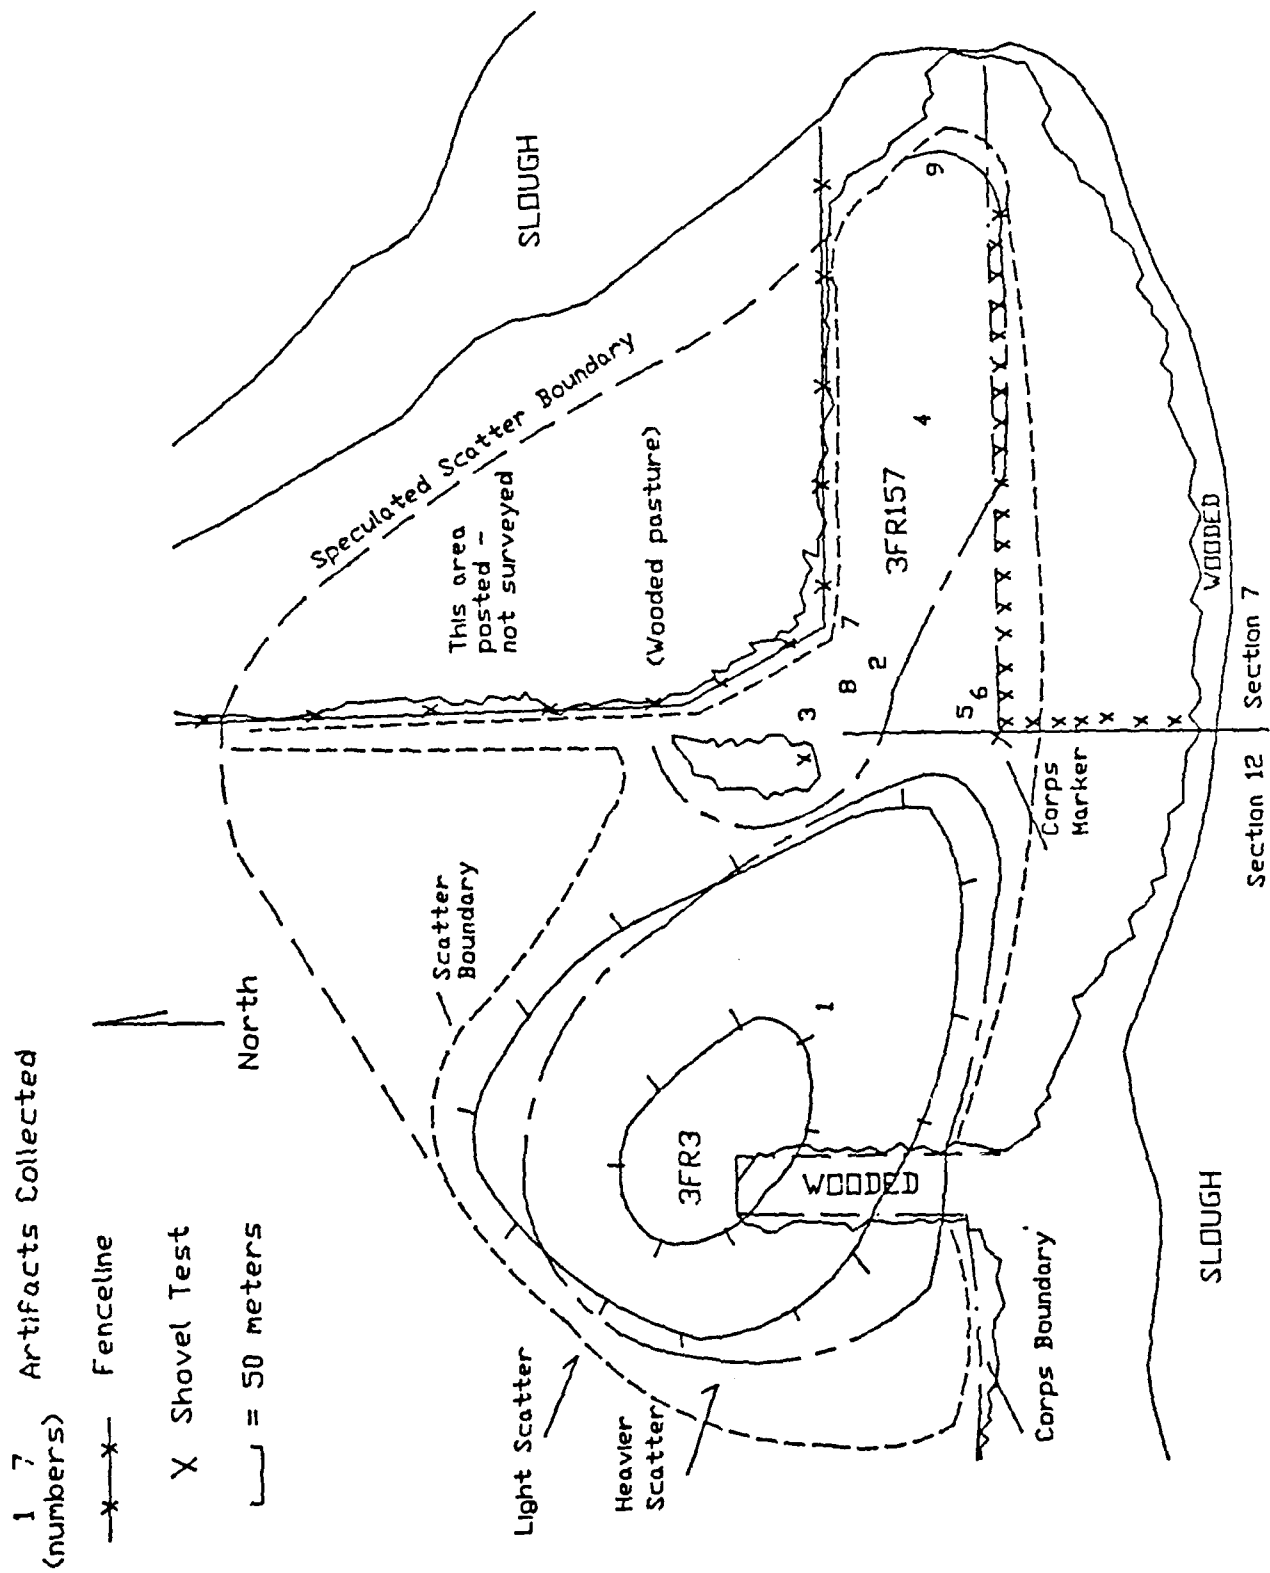 1 7 Artifacts Collected
(numbers)
Fenceline
X Shovel Test
= 50 meters
North
SLOUGH
Speculated Scatter Boundary
This area
posted -
not surveyed
(Wooded pasture)
Scatter
Boundary
Light Scatter
Heavier
Scatter
3FR3
WOODED
1
3
8
2
7
3FR157
4
9
5
6
Corps
Marker
Corps Boundary
WOODED
Section 12
Section 7
SLOUGH